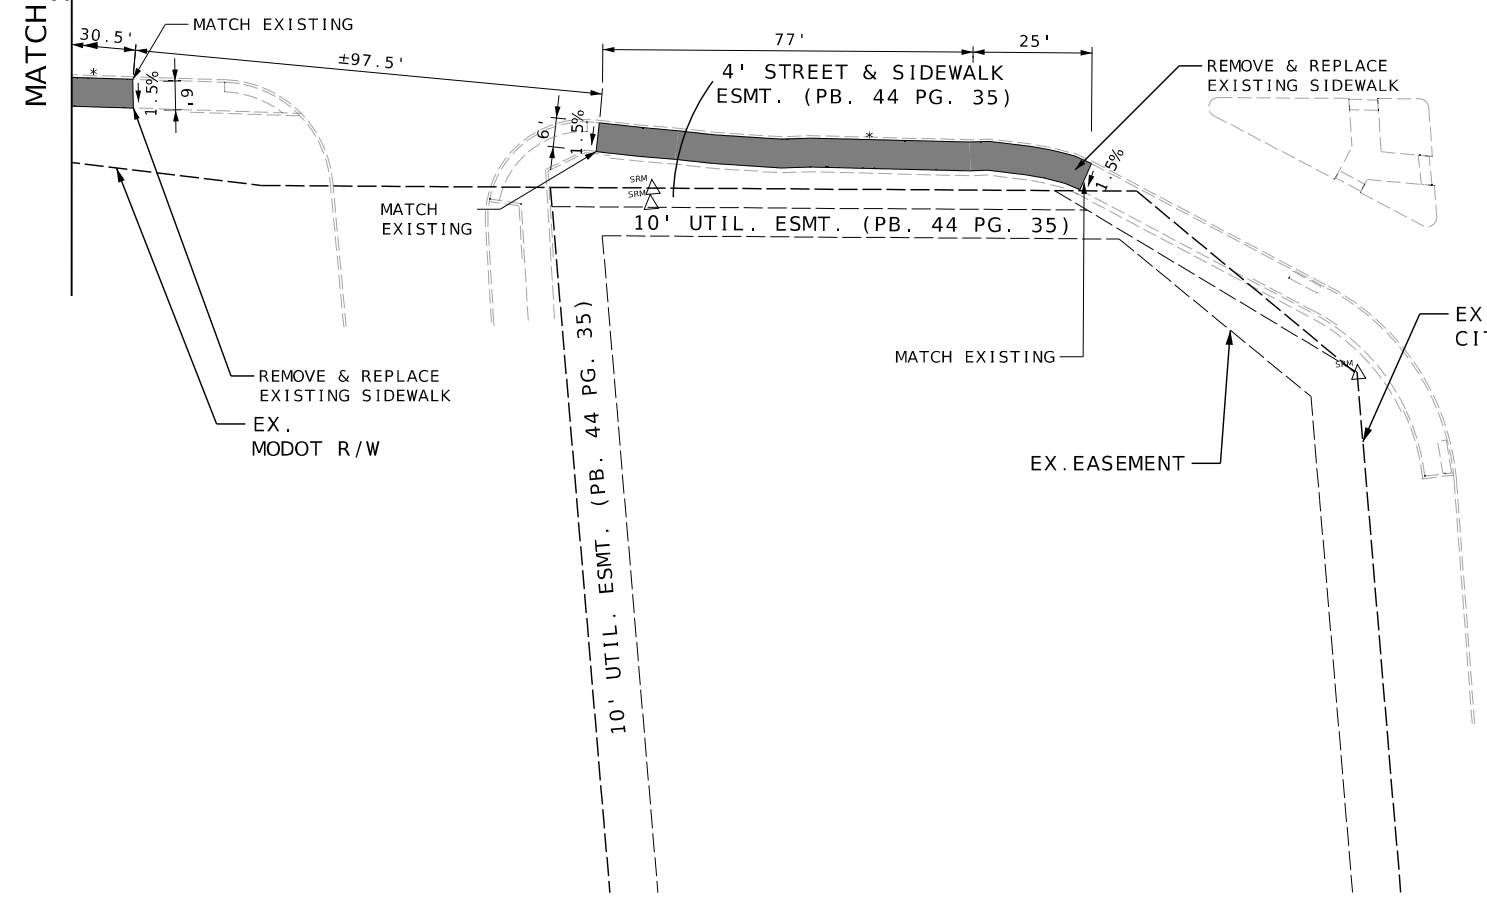 MATCH
30.5'
MATCH EXISTING
±97.5'
77'
25'
4' STREET & SIDEWALK
ESMT. (PB. 44 PG. 35)
REMOVE & REPLACE
EXISTING SIDEWALK
*
1.5%
6'
6'
1.5%
*
1.5%
SRM
SRM
MATCH
EXISTING
10' UTIL. ESMT. (PB. 44 PG. 35)
EX
CIT
MATCH EXISTING
SRM
REMOVE & REPLACE
EXISTING SIDEWALK
EX.
MODOT R/W
EX.EASEMENT
10' UTIL. ESMT. (PB. 44 PG. 35)